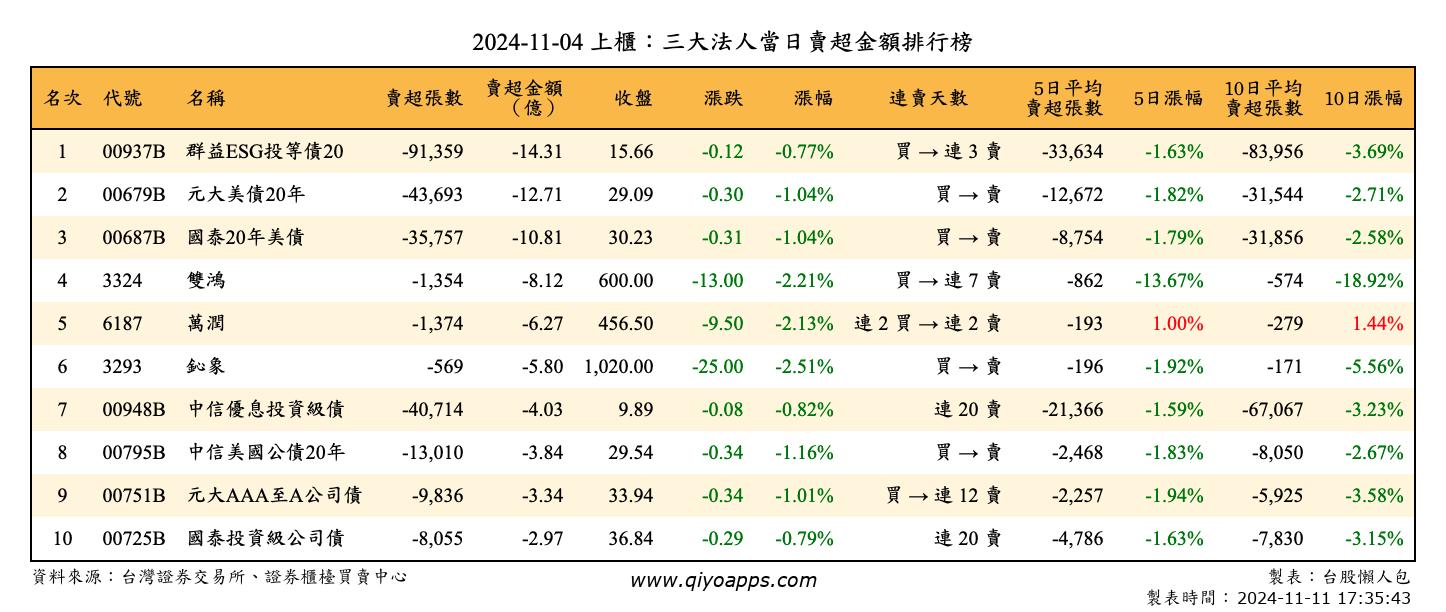 2024-11-04 上櫃：三大法人當日賣超金額排行榜
名次 代號 名稱 賣超張數 賣超金額（億） 收盤 漲跌 漲幅 連賣天數 5日平均賣超張數 5日漲幅 10日平均賣超張數 10日漲幅
1 00937B 群益ESG投等債20 -91,359 -14.31 15.66 -0.12 -0.77% 買 → 連 3 賣 -33,634 -1.63% -83,956 -3.69%
2 00679B 元大美債20年 -43,693 -12.71 29.09 -0.30 -1.04% 買 → 賣 -12,672 -1.82% -31,544 -2.71%
3 00687B 國泰20年美債 -35,757 -10.81 30.23 -0.31 -1.04% 買 → 賣 -8,754 -1.79% -31,856 -2.58%
4 3324 雙鴻 -1,354 -8.12 600.00 -13.00 -2.21% 買 → 連 7 賣 -862 -13.67% -574 -18.92%
5 6187 萬潤 -1,374 -6.27 456.50 -9.50 -2.13% 連 2 買 → 連 2 賣 -193 1.00% -279 1.44%
6 3293 鈊象 -569 -5.80 1,020.00 -25.00 -2.51% 買 → 賣 -196 -1.92% -171 -5.56%
7 00948B 中信優息投資級債 -40,714 -4.03 9.89 -0.08 -0.82% 連 20 賣 -21,366 -1.59% -67,067 -3.23%
8 00795B 中信美國公債20年 -13,010 -3.84 29.54 -0.34 -1.16% 買 → 賣 -2,468 -1.83% -8,050 -2.67%
9 00751B 元大AAA至A公司債 -9,836 -3.34 33.94 -0.34 -1.01% 買 → 連 12 賣 -2,257 -1.94% -5,925 -3.58%
10 00725B 國泰投資級公司債 -8,055 -2.97 36.84 -0.29 -0.79% 連 20 賣 -4,786 -1.63% -7,830 -3.15%
資料來源：台灣證券交易所、證券櫃檯買賣中心 www.qiyoapps.com 製表：台股懶人包
製表時間：2024-11-11 17:35:43